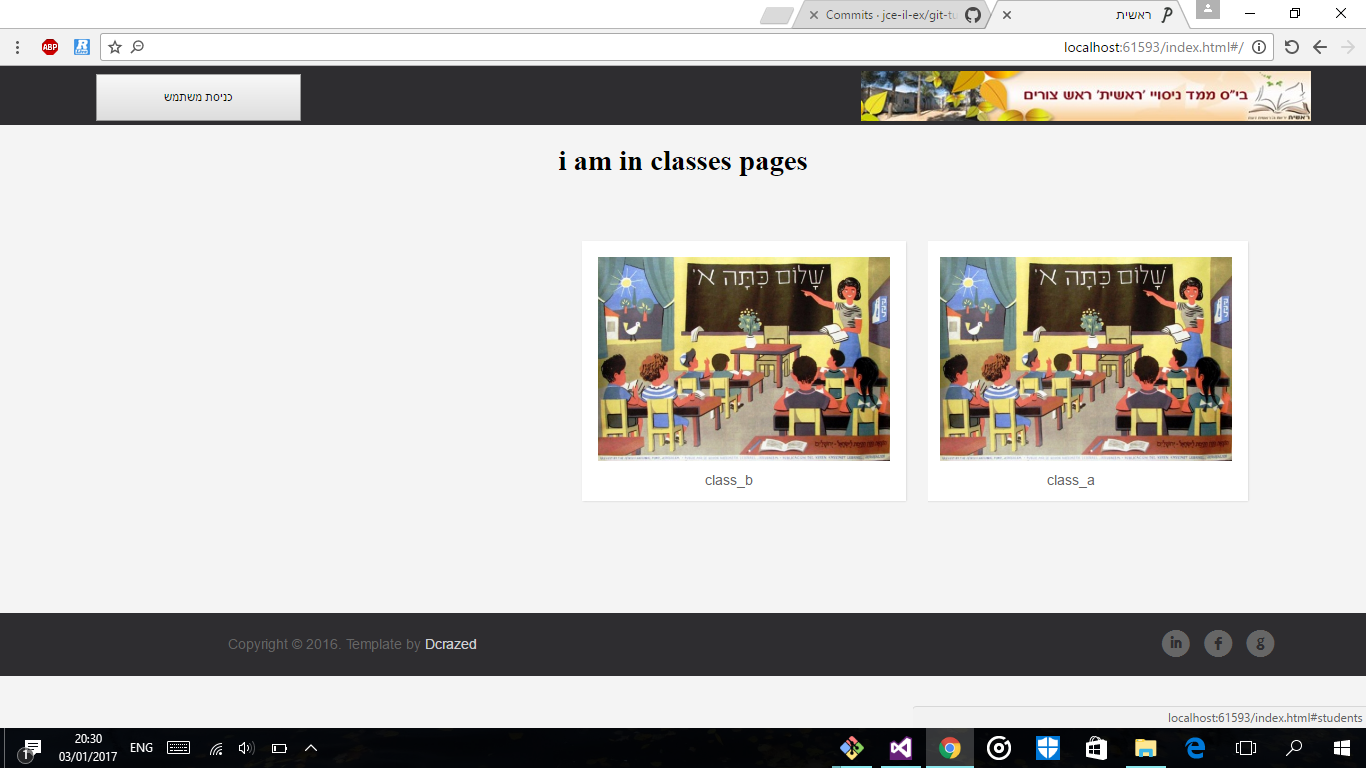 ראשית
Commits · jce-il-ex/git-tu
localhost:61593/index.html#/
ABP
כניסת משתמש
בי"ס ממד ניסויי 'ראשית' ראש צורים
i am in classes pages
שָׁלוֹם כִּתָּה א'
שָׁלוֹם כִּתָּה א'
class_b
class_a
Copyright © 2016. Template by Dcrazed
in f g
localhost:61593/index.html#students
20:30
ENG
03/01/2017
1